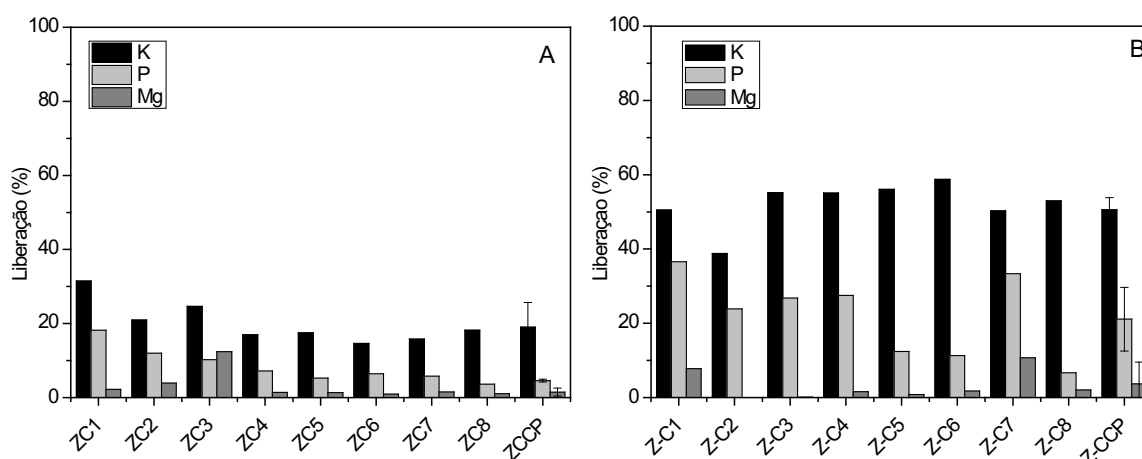 A
K
P
Mg
Liberação (%)
100
80
60
40
20
0
ZC1 ZC2 ZC3 ZC4 ZC5 ZC6 ZC7 ZC8 ZCCP
B
K
P
Mg
Liberaçao (%)
100
80
60
40
20
0
Z-C1 Z-C2 Z-C3 Z-C4 Z-C5 Z-C6 Z-C7 Z-C8 Z-CCP